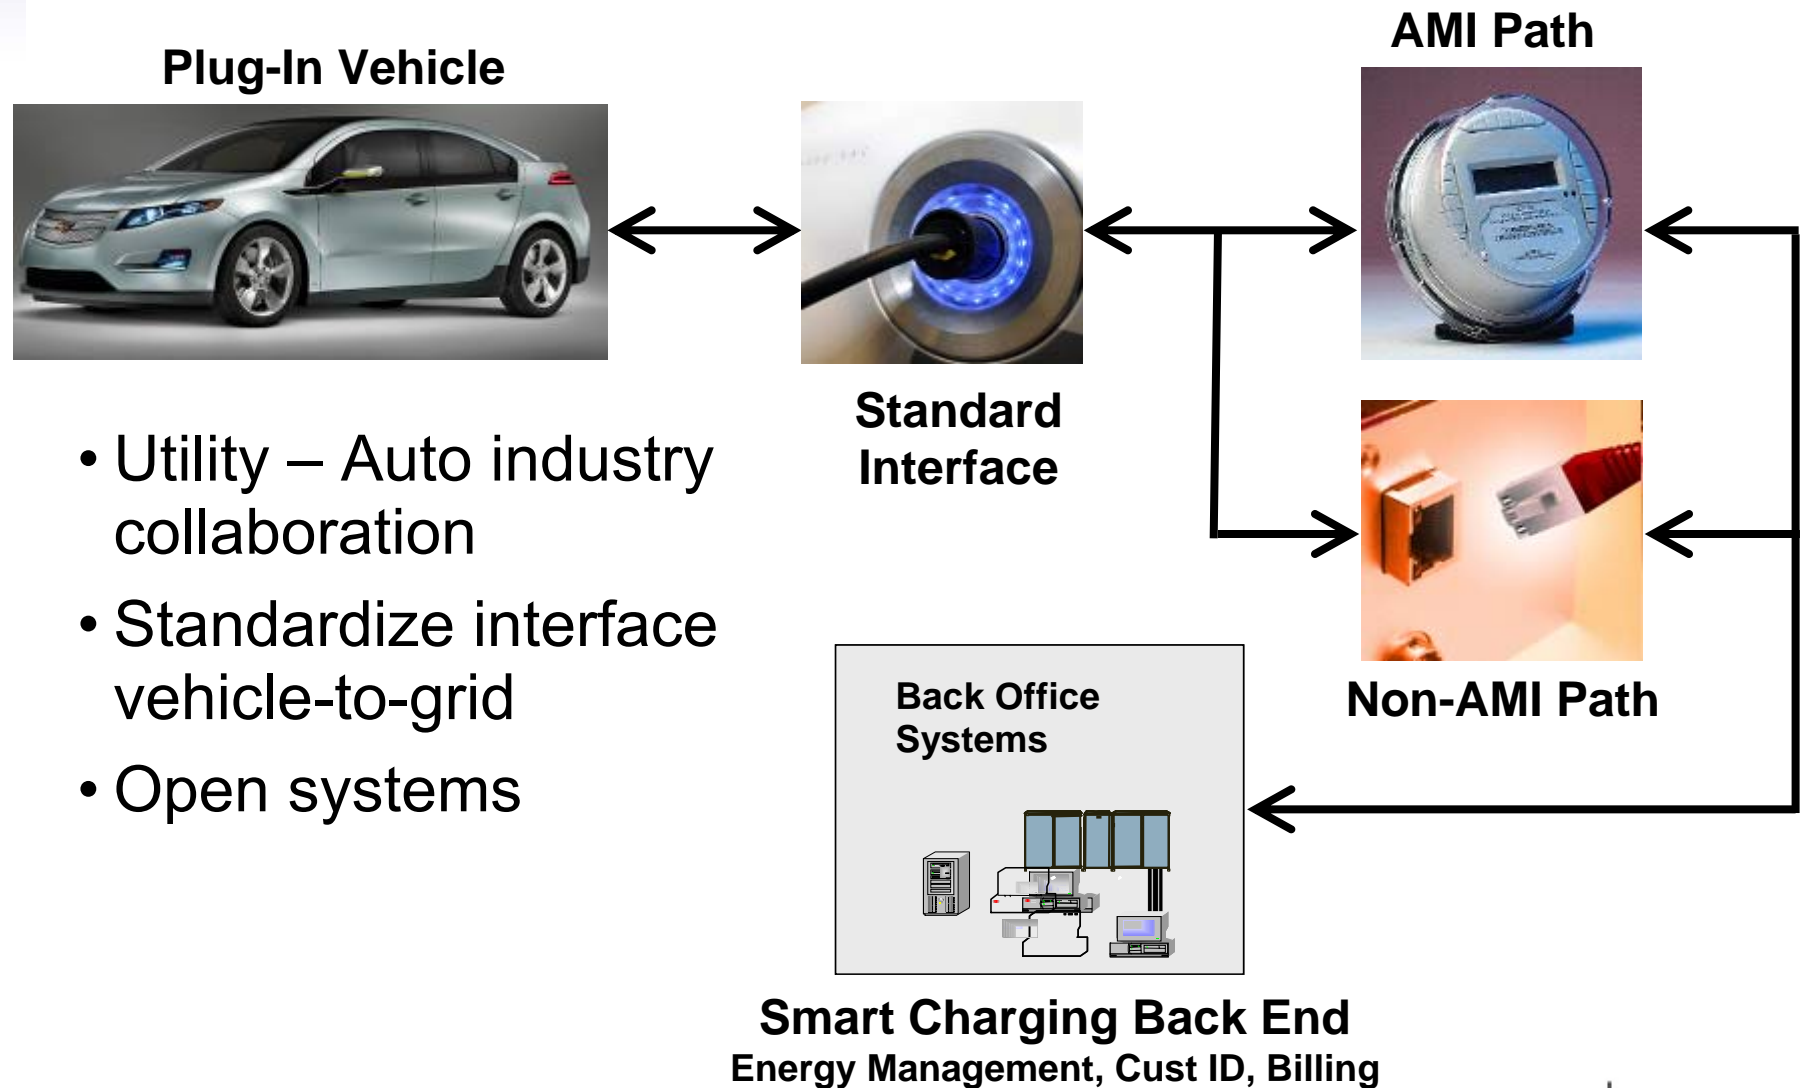 AMI Path
Plug-In Vehicle
Standard
Interface
• Utility – Auto industry
collaboration
• Standardize interface
vehicle-to-grid
• Open systems
Non-AMI Path
Back Office
Systems
Smart Charging Back End
Energy Management, Cust ID, Billing